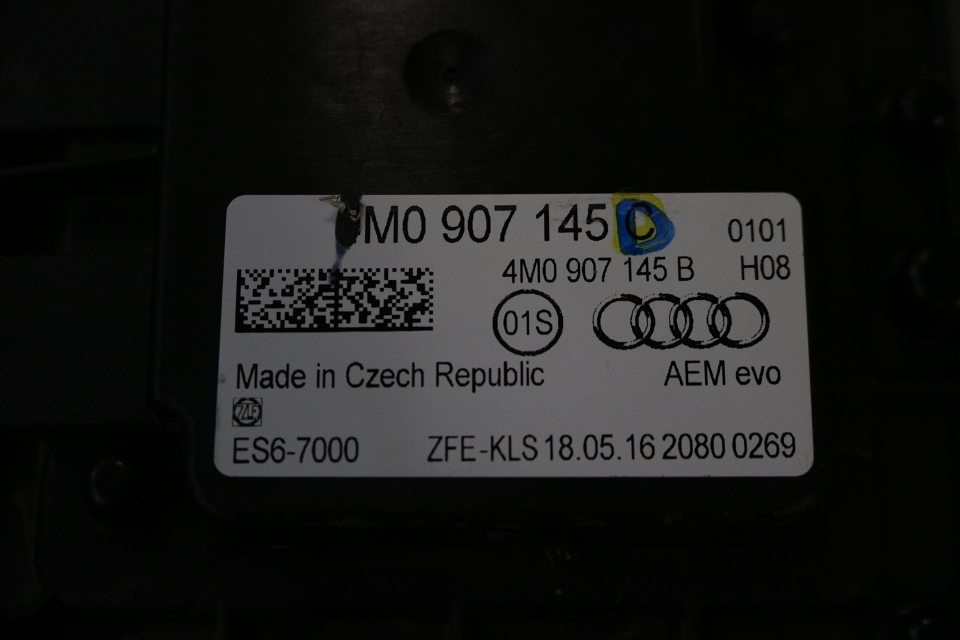 M0 907 145 C
0101
4M0 907 145 B
H08
01S
Made in Czech Republic
AEM evo
ES6-7000
ZFE-KLS 18.05.16 2080 0269